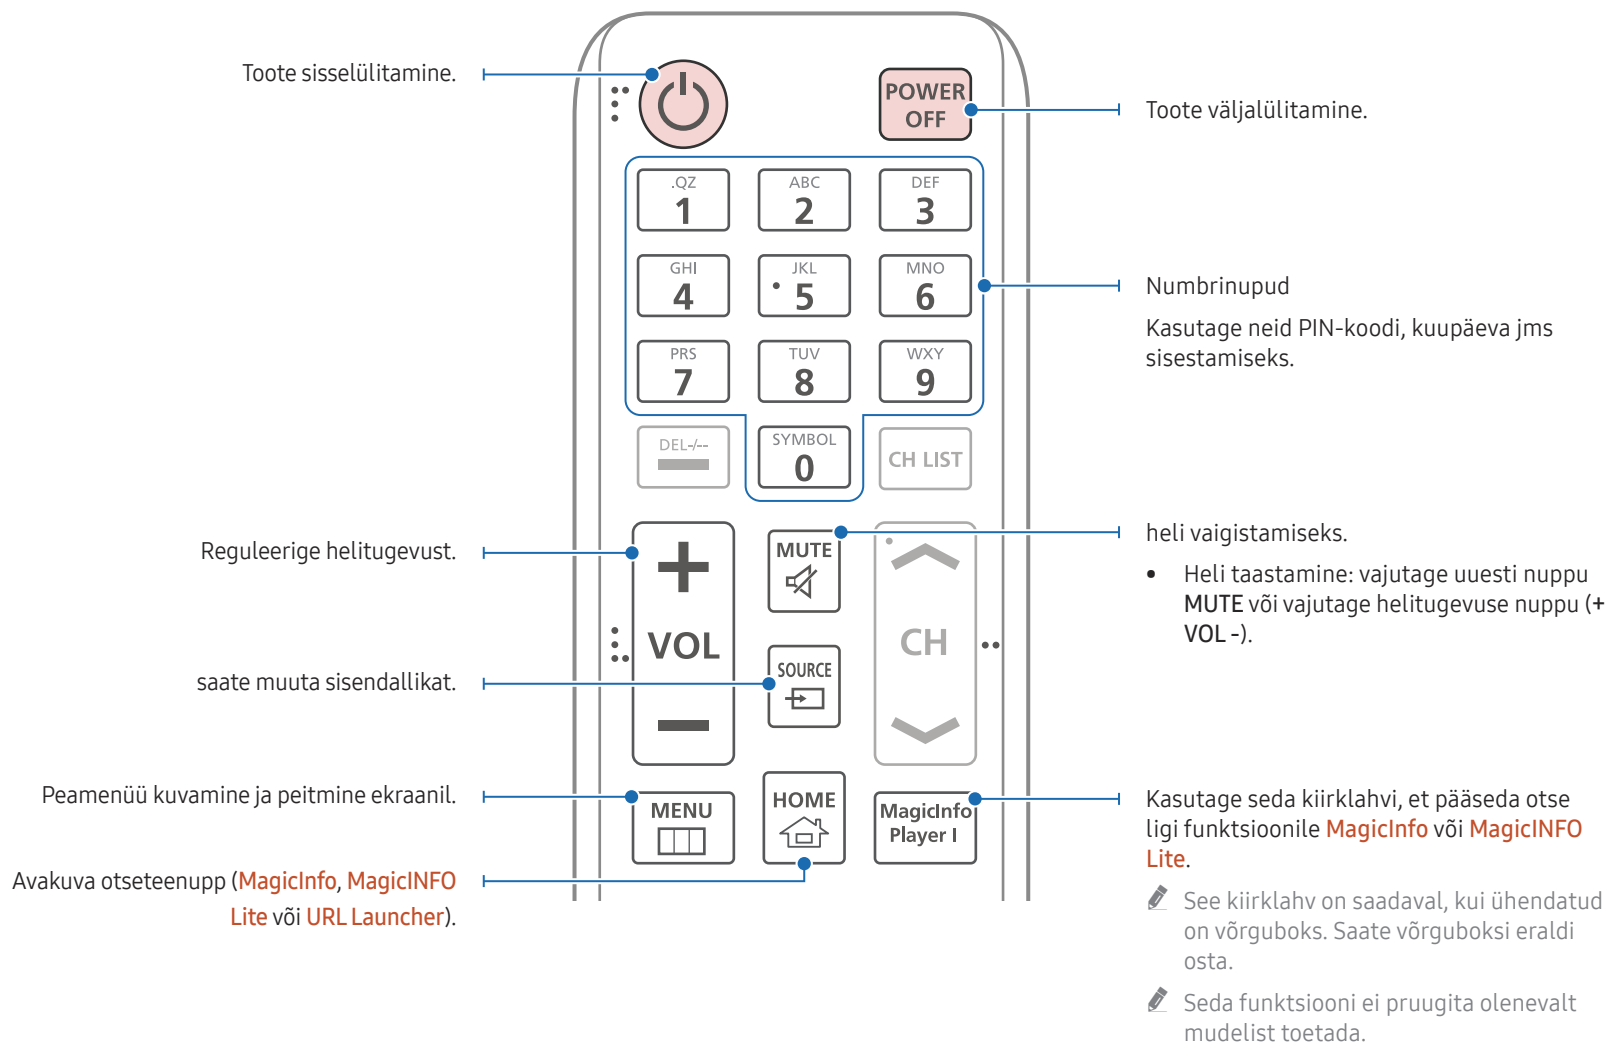 Toote sisselülitamine.
POWER
OFF
Toote väljalülitamine.
.QZ
1
ABC
2
DEF
3
GHI
4
JKL
5
MNO
6
PRS
7
TUV
8
WXY
9
DEL-/--
SYMBOL
0
CH LIST
Numbrinupud
Kasutage neid PIN-koodi, kuupäeva jms
sisestamiseks.
Reguleerige helitugevust.
VOL
MUTE
CH
heli vaigistamiseks.
• Heli taastamine: vajutage uuesti nuppu
MUTE või vajutage helitugevuse nuppu (+
VOL -).
saate muuta sisendallikat.
SOURCE
Peamenüü kuvamine ja peitmine ekraanil.
MENU
HOME
MagicInfo
Player I
Avakuva otseteenupp (MagicInfo, MagicINFO
Lite või URL Launcher).
Kasutage seda kiirklahvi, et pääseda otse
ligi funktsioonile MagicInfo või MagicINFO
Lite.
See kiirklahv on saadaval, kui ühendatud
on võrguboks. Saate võrguboksi eraldi
osta.
Seda funktsiooni ei pruugita olenevalt
mudelist toetada.